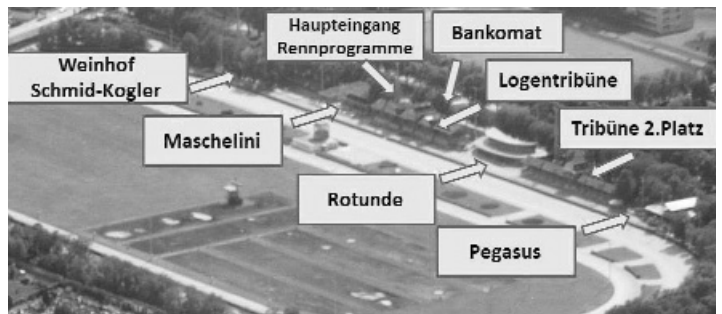 Haupteingang
Rennprogramme
Bankomat
Weinhof
Schmid-Kogler
Logentribüne
Maschelini
Tribüne 2.Platz
Rotunde
Pegasus